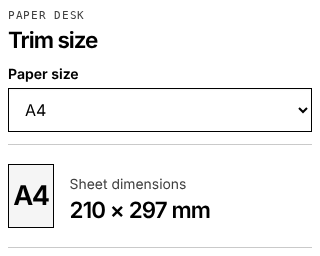 PAPER DESK
Trim size
Paper size
A4
A4
Sheet dimensions
210 × 297 mm